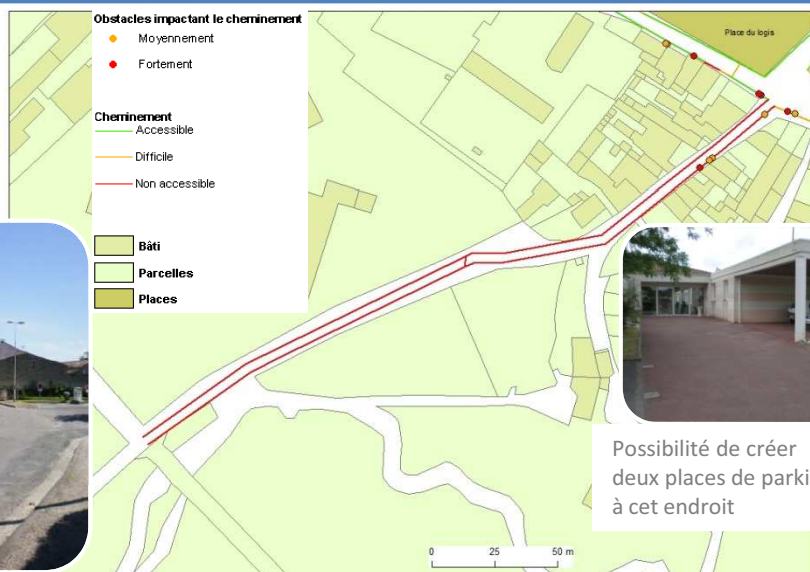 Obstacles impactant le cheminement
Moyennement
Fortement
Cheminement
Accessible
Difficile
Non accessible
Bâti
Parcelles
Places
Place du logis
Possibilité de créer
deux places de parki
à cet endroit
0 25 50 m